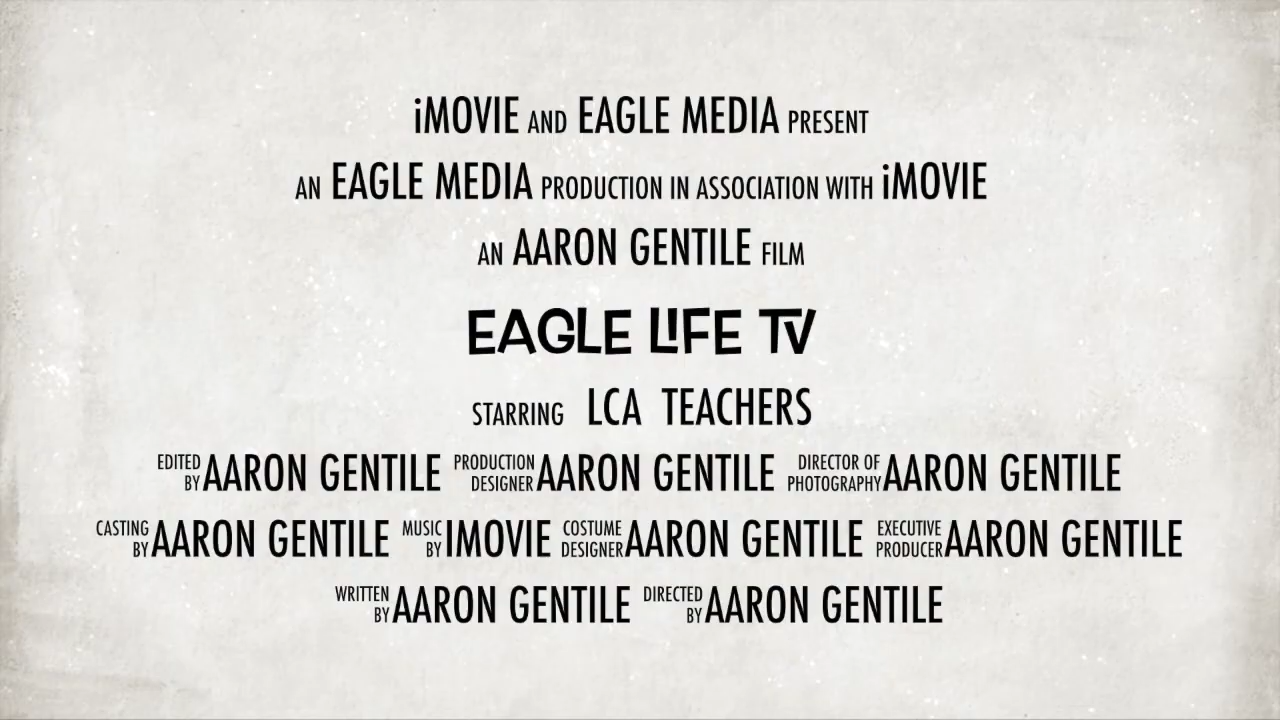 iMOVIE AND EAGLE MEDIA PRESENT
AN EAGLE MEDIA PRODUCTION IN ASSOCIATION WITH iMOVIE
AN AARON GENTILE FILM
EAGLE LIFE TV
STARRING LCA TEACHERS
EDITED BY AARON GENTILE PRODUCTION DESIGNER AARON GENTILE DIRECTOR OF PHOTOGRAPHY AARON GENTILE
CASTING BY AARON GENTILE MUSIC BY IMOVIE COSTUME DESIGNER AARON GENTILE EXECUTIVE PRODUCER AARON GENTILE
WRITTEN BY AARON GENTILE DIRECTED BY AARON GENTILE